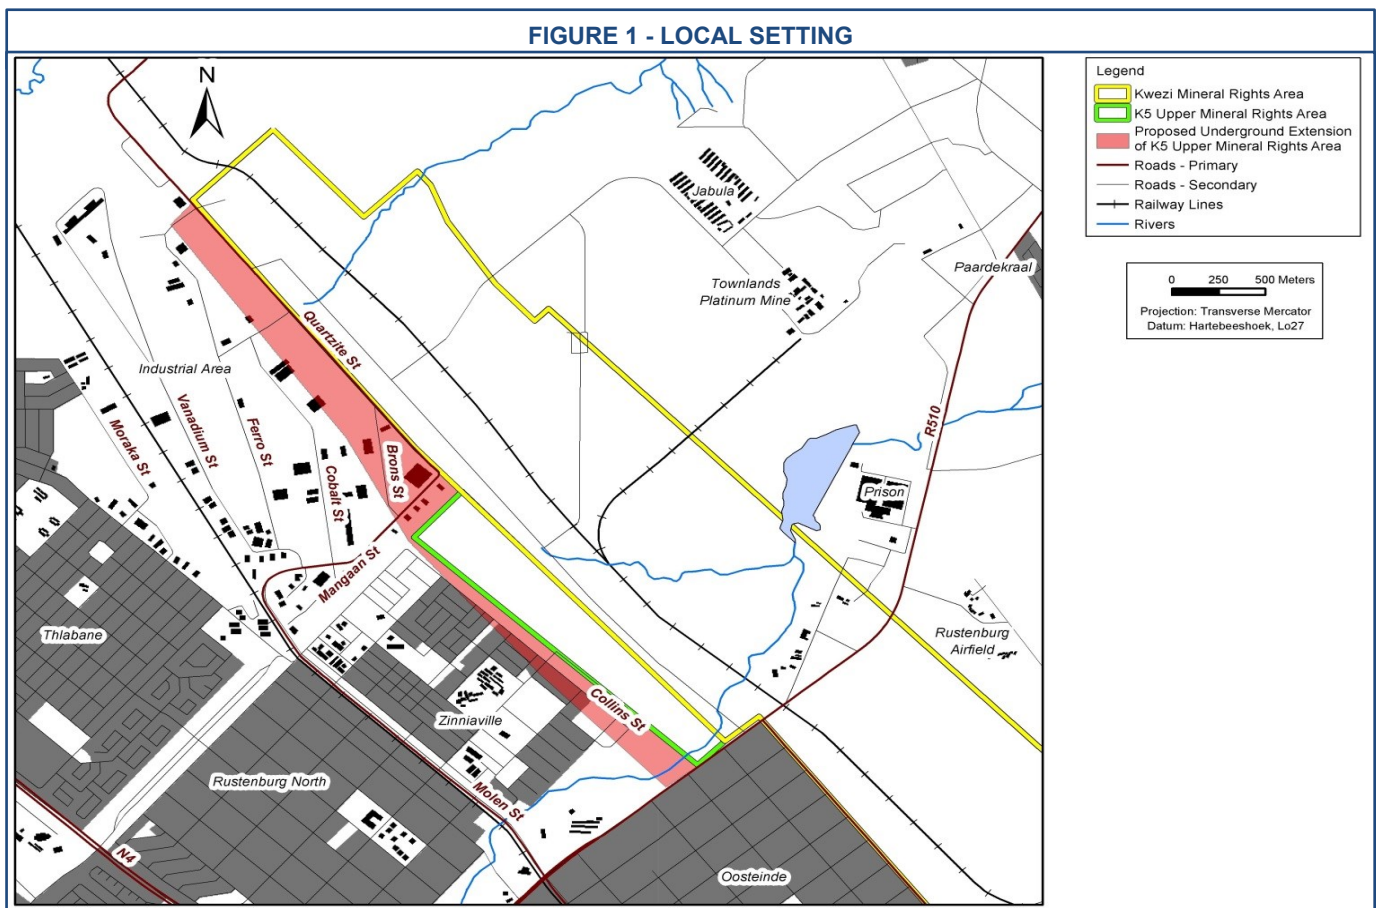 FIGURE 1 - LOCAL SETTING
N
Jabula
Townlands
Platinum Mine
Paardekraal
Quartzite St
Industrial Area
Moraka St
Vanadium St
Ferro St
Cobalt St
Brons St
Mangaan St
R510
Prison
Rustenburg
Airfield
Thlabane
Zinniaville
Collins St
Rustenburg North
Molen St
N4
Oosteinde
Legend
Kwezi Mineral Rights Area
K5 Upper Mineral Rights Area
Proposed Underground Extension
of K5 Upper Mineral Rights Area
Roads - Primary
Roads - Secondary
Railway Lines
Rivers
0 250 500 Meters
Projection: Transverse Mercator
Datum: Hartebeeshoek, Lo27